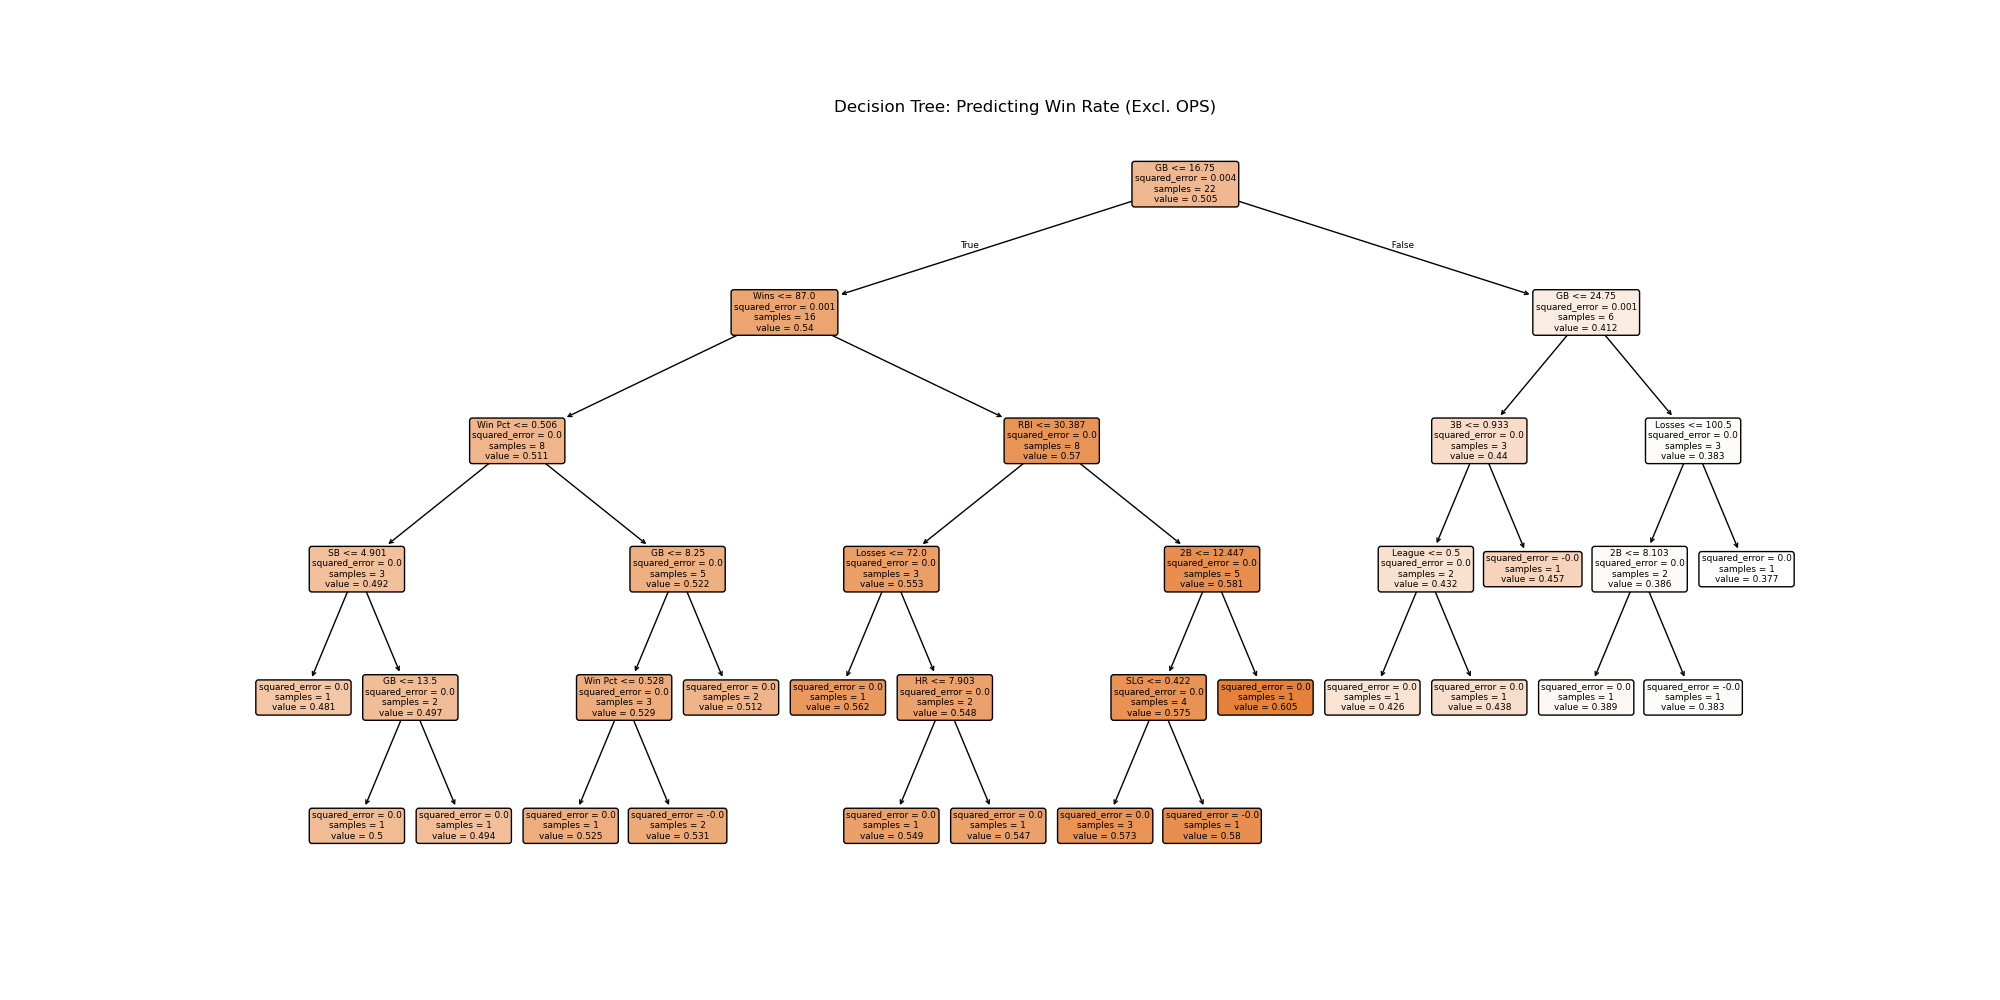 Decision Tree: Predicting Win Rate (Excl. OPS)
GB <= 16.75
squared_error = 0.004
samples = 22
value = 0.505
True
False
Wins <= 87.0
squared_error = 0.001
samples = 16
value = 0.54
GB <= 24.75
squared_error = 0.001
samples = 6
value = 0.412
Win Pct <= 0.506
squared_error = 0.0
samples = 8
value = 0.511
RBI <= 30.387
squared_error = 0.0
samples = 8
value = 0.57
3B <= 0.933
squared_error = 0.0
samples = 3
value = 0.44
Losses <= 100.5
squared_error = 0.0
samples = 3
value = 0.383
SB <= 4.901
squared_error = 0.0
samples = 3
value = 0.492
GB <= 8.25
squared_error = 0.0
samples = 5
value = 0.522
Losses <= 72.0
squared_error = 0.0
samples = 3
value = 0.553
2B <= 12.447
squared_error = 0.0
samples = 5
value = 0.581
League <= 0.5
squared_error = 0.0
samples = 2
value = 0.432
squared_error = -0.0
samples = 1
value = 0.457
2B <= 8.103
squared_error = 0.0
samples = 2
value = 0.386
squared_error = 0.0
samples = 1
value = 0.377
squared_error = 0.0
samples = 1
value = 0.481
GB <= 13.5
squared_error = 0.0
samples = 2
value = 0.497
Win Pct <= 0.528
squared_error = 0.0
samples = 3
value = 0.529
squared_error = 0.0
samples = 2
value = 0.512
squared_error = 0.0
samples = 1
value = 0.562
HR <= 7.903
squared_error = 0.0
samples = 2
value = 0.548
SLG <= 0.422
squared_error = 0.0
samples = 4
value = 0.575
squared_error = 0.0
samples = 1
value = 0.605
squared_error = 0.0
samples = 1
value = 0.426
squared_error = 0.0
samples = 1
value = 0.438
squared_error = 0.0
samples = 1
value = 0.389
squared_error = -0.0
samples = 1
value = 0.383
squared_error = 0.0
samples = 1
value = 0.5
squared_error = 0.0
samples = 1
value = 0.494
squared_error = 0.0
samples = 1
value = 0.525
squared_error = -0.0
samples = 2
value = 0.531
squared_error = 0.0
samples = 1
value = 0.549
squared_error = 0.0
samples = 1
value = 0.547
squared_error = 0.0
samples = 3
value = 0.573
squared_error = -0.0
samples = 1
value = 0.58